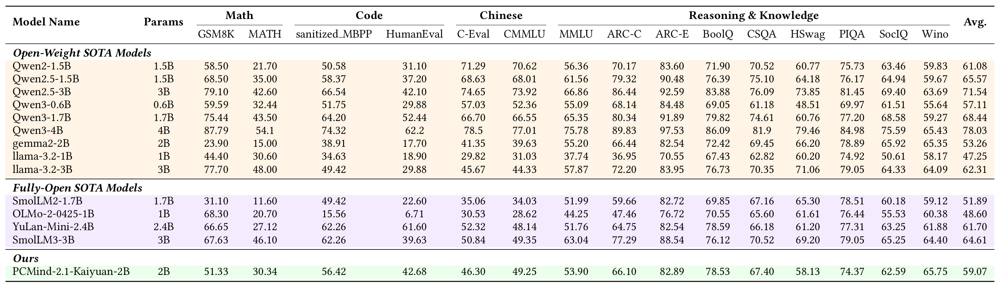 Model Name Params Math Code Chinese Reasoning & Knowledge Avg.
GSM8K MATH sanitized_MBPP HumanEval C-Eval CMMLU MMLU ARC-C ARC-E BoolQ CSQA HSwag PIQA SocIQ Wino
Open-Weight SOTA Models
Qwen2-1.5B 1.5B 58.50 21.70 50.58 31.10 71.29 70.62 56.36 70.17 83.60 71.90 70.52 60.77 75.73 63.46 59.83 61.08
Qwen2.5-1.5B 1.5B 68.50 35.00 58.37 37.20 68.63 68.01 61.56 79.32 90.48 76.39 75.10 64.18 76.17 64.94 59.67 65.57
Qwen2.5-3B 3B 79.10 42.60 66.54 42.10 74.65 73.92 66.86 86.44 92.59 83.88 76.09 73.85 81.45 69.40 63.69 71.54
Qwen3-0.6B 0.6B 59.59 32.44 51.75 29.88 57.03 52.36 55.09 68.14 84.48 69.05 61.18 48.51 69.97 61.51 55.64 57.11
Qwen3-1.7B 1.7B 75.44 43.50 64.20 52.44 66.70 66.55 65.35 80.34 91.89 79.82 74.61 60.76 77.20 68.58 59.27 68.44
Qwen3-4B 4B 87.79 54.1 74.32 62.2 78.5 77.01 75.78 89.83 97.53 86.09 81.9 79.46 84.98 75.59 65.43 78.03
gemma2-2B 2B 23.90 15.00 38.91 17.70 41.35 39.63 55.20 66.44 82.54 72.42 69.45 66.20 78.89 65.92 65.35 53.26
llama-3.2-1B 1B 44.40 30.60 34.63 18.90 29.82 31.03 37.74 36.95 70.55 67.43 62.82 60.20 74.92 50.61 58.17 47.25
llama-3.2-3B 3B 77.70 48.00 49.42 29.88 45.67 44.33 57.87 72.20 83.95 76.73 70.35 71.06 79.05 64.33 64.09 62.31
Fully-Open SOTA Models
SmolLM2-1.7B 1.7B 31.10 11.60 49.42 22.60 35.06 34.03 51.99 59.66 82.72 69.85 67.16 65.30 78.51 60.18 59.12 51.89
OLMo-2-0425-1B 1B 68.30 20.70 15.56 6.71 30.53 28.62 44.25 47.46 76.72 70.55 65.60 61.61 76.44 55.53 60.38 48.60
YuLan-Mini-2.4B 2.4B 66.65 27.12 62.26 61.60 52.32 48.14 51.76 64.75 82.54 78.59 66.18 61.20 77.31 63.25 61.88 61.70
SmolLM3-3B 3B 67.63 46.10 62.26 39.63 50.84 49.35 63.04 77.29 88.54 76.12 70.52 69.20 79.05 65.25 64.40 64.61
Ours
PCMind-2.1-Kaiyuan-2B 2B 51.33 30.34 56.42 42.68 46.30 49.25 53.90 66.10 82.89 78.53 67.40 58.13 74.37 62.59 65.75 59.07